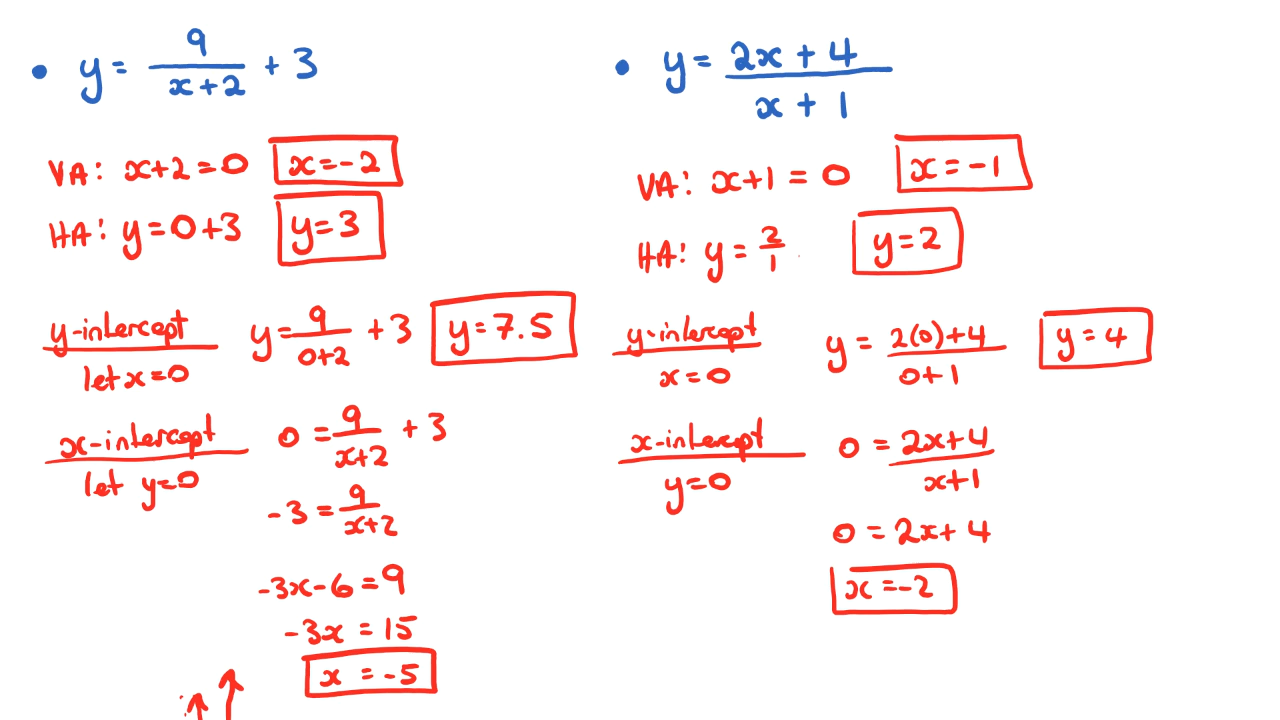 • y = 9/(x+2) + 3
VA: x+2=0 x=-2
HA: y=0+3 y=3
y-intercept y=9/(0+2) +3 y=7.5
let x=0
x-intercept 0=9/(x+2) +3
let y=0
-3=9/(x+2)
-3x-6=9
-3x=15
x=-5
• y = (2x+4)/(x+1)
VA: x+1=0 x=-1
HA: y=2/1 y=2
y-intercept y=(2(0)+4)/(0+1) y=4
x=0
x-intercept 0=(2x+4)/(x+1)
y=0
0=2x+4
x=-2